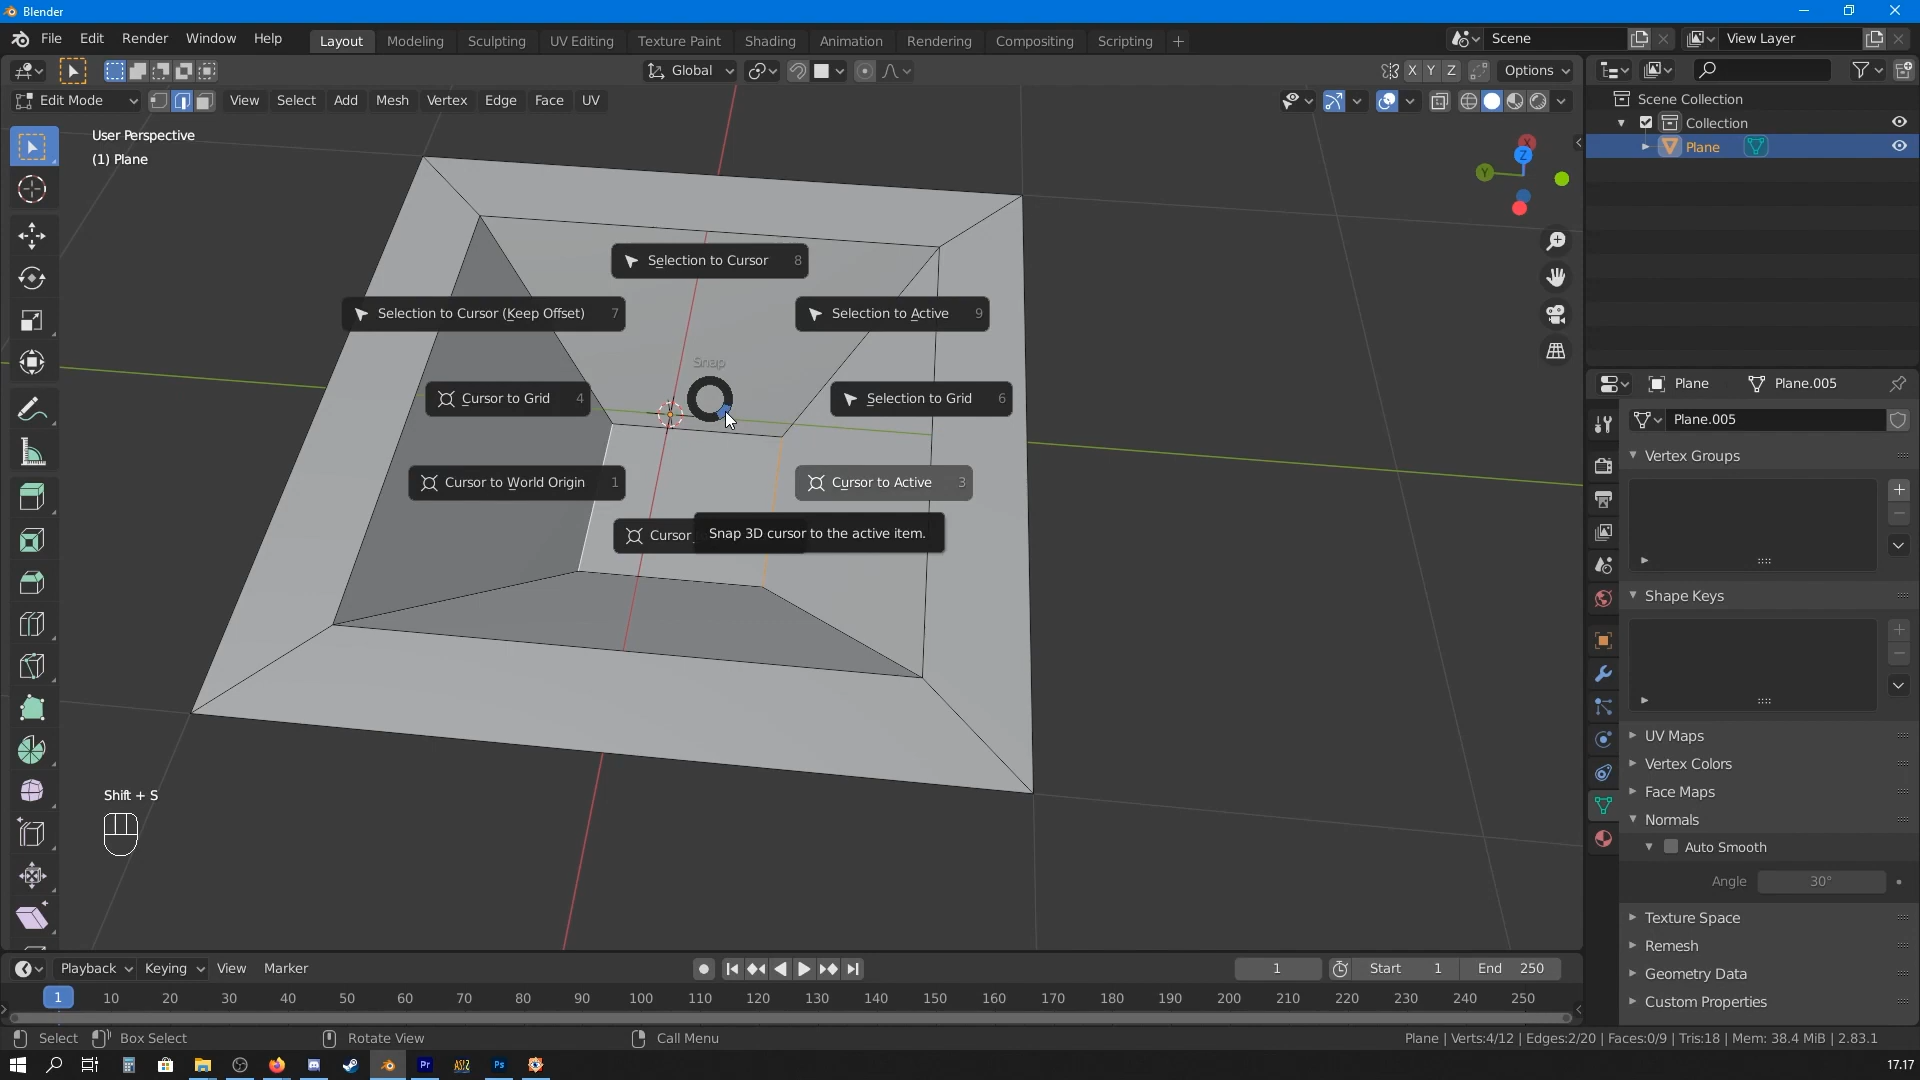 Blender
File Edit Render Window Help
Layout Modeling Sculpting UV Editing Texture Paint Shading Animation Rendering Compositing Scripting +
Scene
View Layer
Global
X Y Z
Options
Edit Mode
View Select Add Mesh Vertex Edge Face UV
Scene Collection
Collection
Plane
User Perspective
(1) Plane
X
Z
Y
Selection to Cursor 8
Selection to Cursor (Keep Offset) 7
Selection to Active 9
Snap
Cursor to Grid 4
Selection to Grid 6
Cursor to World Origin 1
Cursor to Active 3
Cursor
Snap 3D cursor to the active item.
Shift + S
Plane
Plane.005
Plane.005
Vertex Groups
Shape Keys
UV Maps
Vertex Colors
Face Maps
Normals
Auto Smooth
Angle 30°
Texture Space
Remesh
Geometry Data
Custom Properties
Playback Keying View Marker
1
Start 1
End 250
1 10 20 30 40 50 60 70 80 90 100 110 120 130 140 150 160 170 180 190 200 210 220 230 240 250
Select Box Select Rotate View Call Menu
Plane | Verts:4/12 | Edges:2/20 | Faces:0/9 | Tris:18 | Mem: 38.4 MiB | 2.83.1
Pr
Ps
17.17